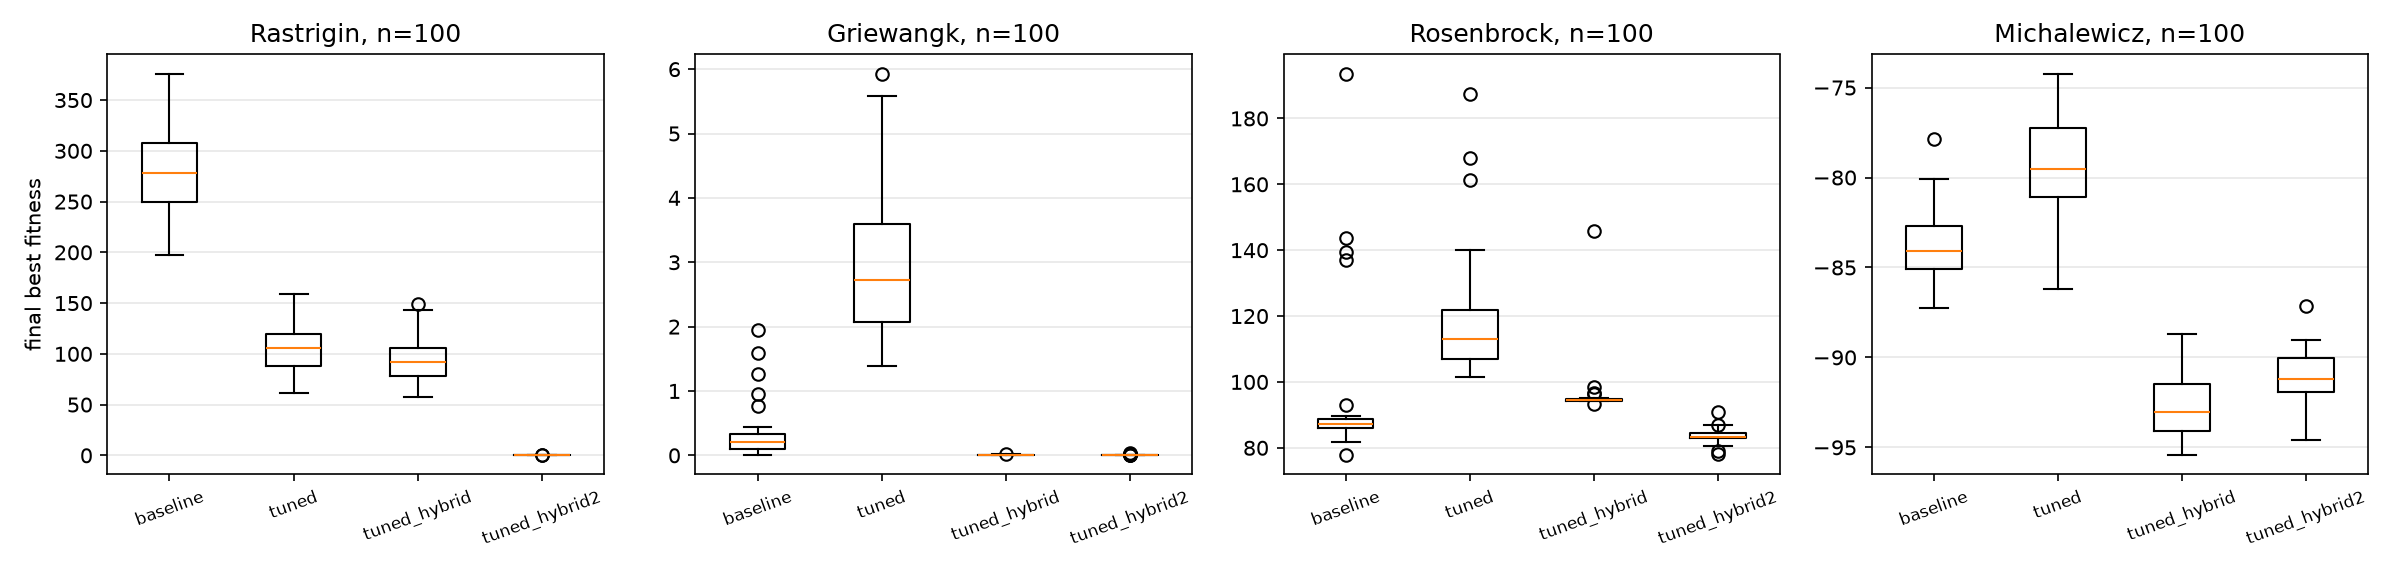 Rastrigin, n=100
final best fitness
350
300
250
200
150
100
50
0
baseline
tuned
tuned_hybrid
tuned_hybrid2
Griewangk, n=100
6
5
4
3
2
1
0
baseline
tuned
tuned_hybrid
tuned_hybrid2
Rosenbrock, n=100
180
160
140
120
100
80
baseline
tuned
tuned_hybrid
tuned_hybrid2
Michalewicz, n=100
−75
−80
−85
−90
−95
baseline
tuned
tuned_hybrid
tuned_hybrid2